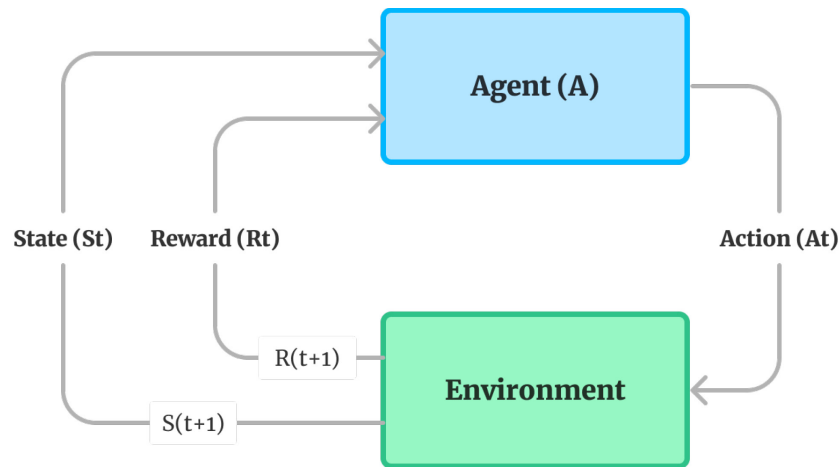 Agent (A)
State (St)
Reward (Rt)
Action (At)
R(t+1)
Environment
S(t+1)